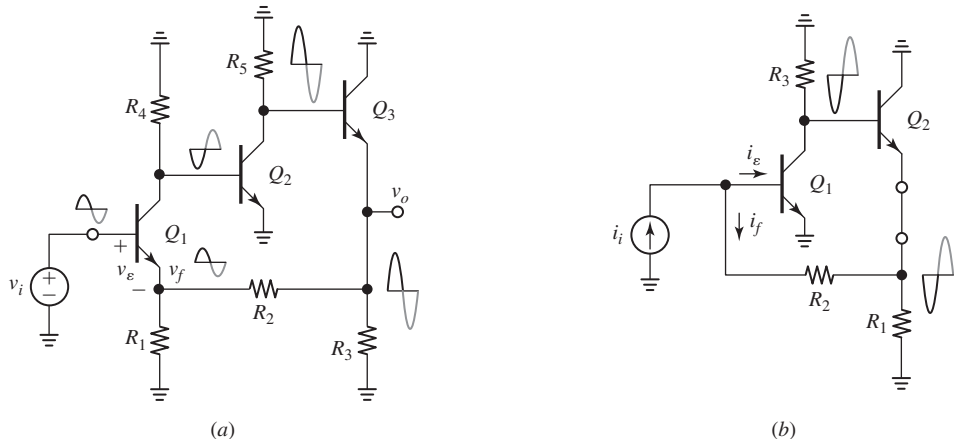 R5
R4
Q3
Q2
vo
Q1
+
vε
vf
−
vi
+
−
R2
R1
R3
(a)
R3
Q2
iε
Q1
ii
if
R2
R1
(b)